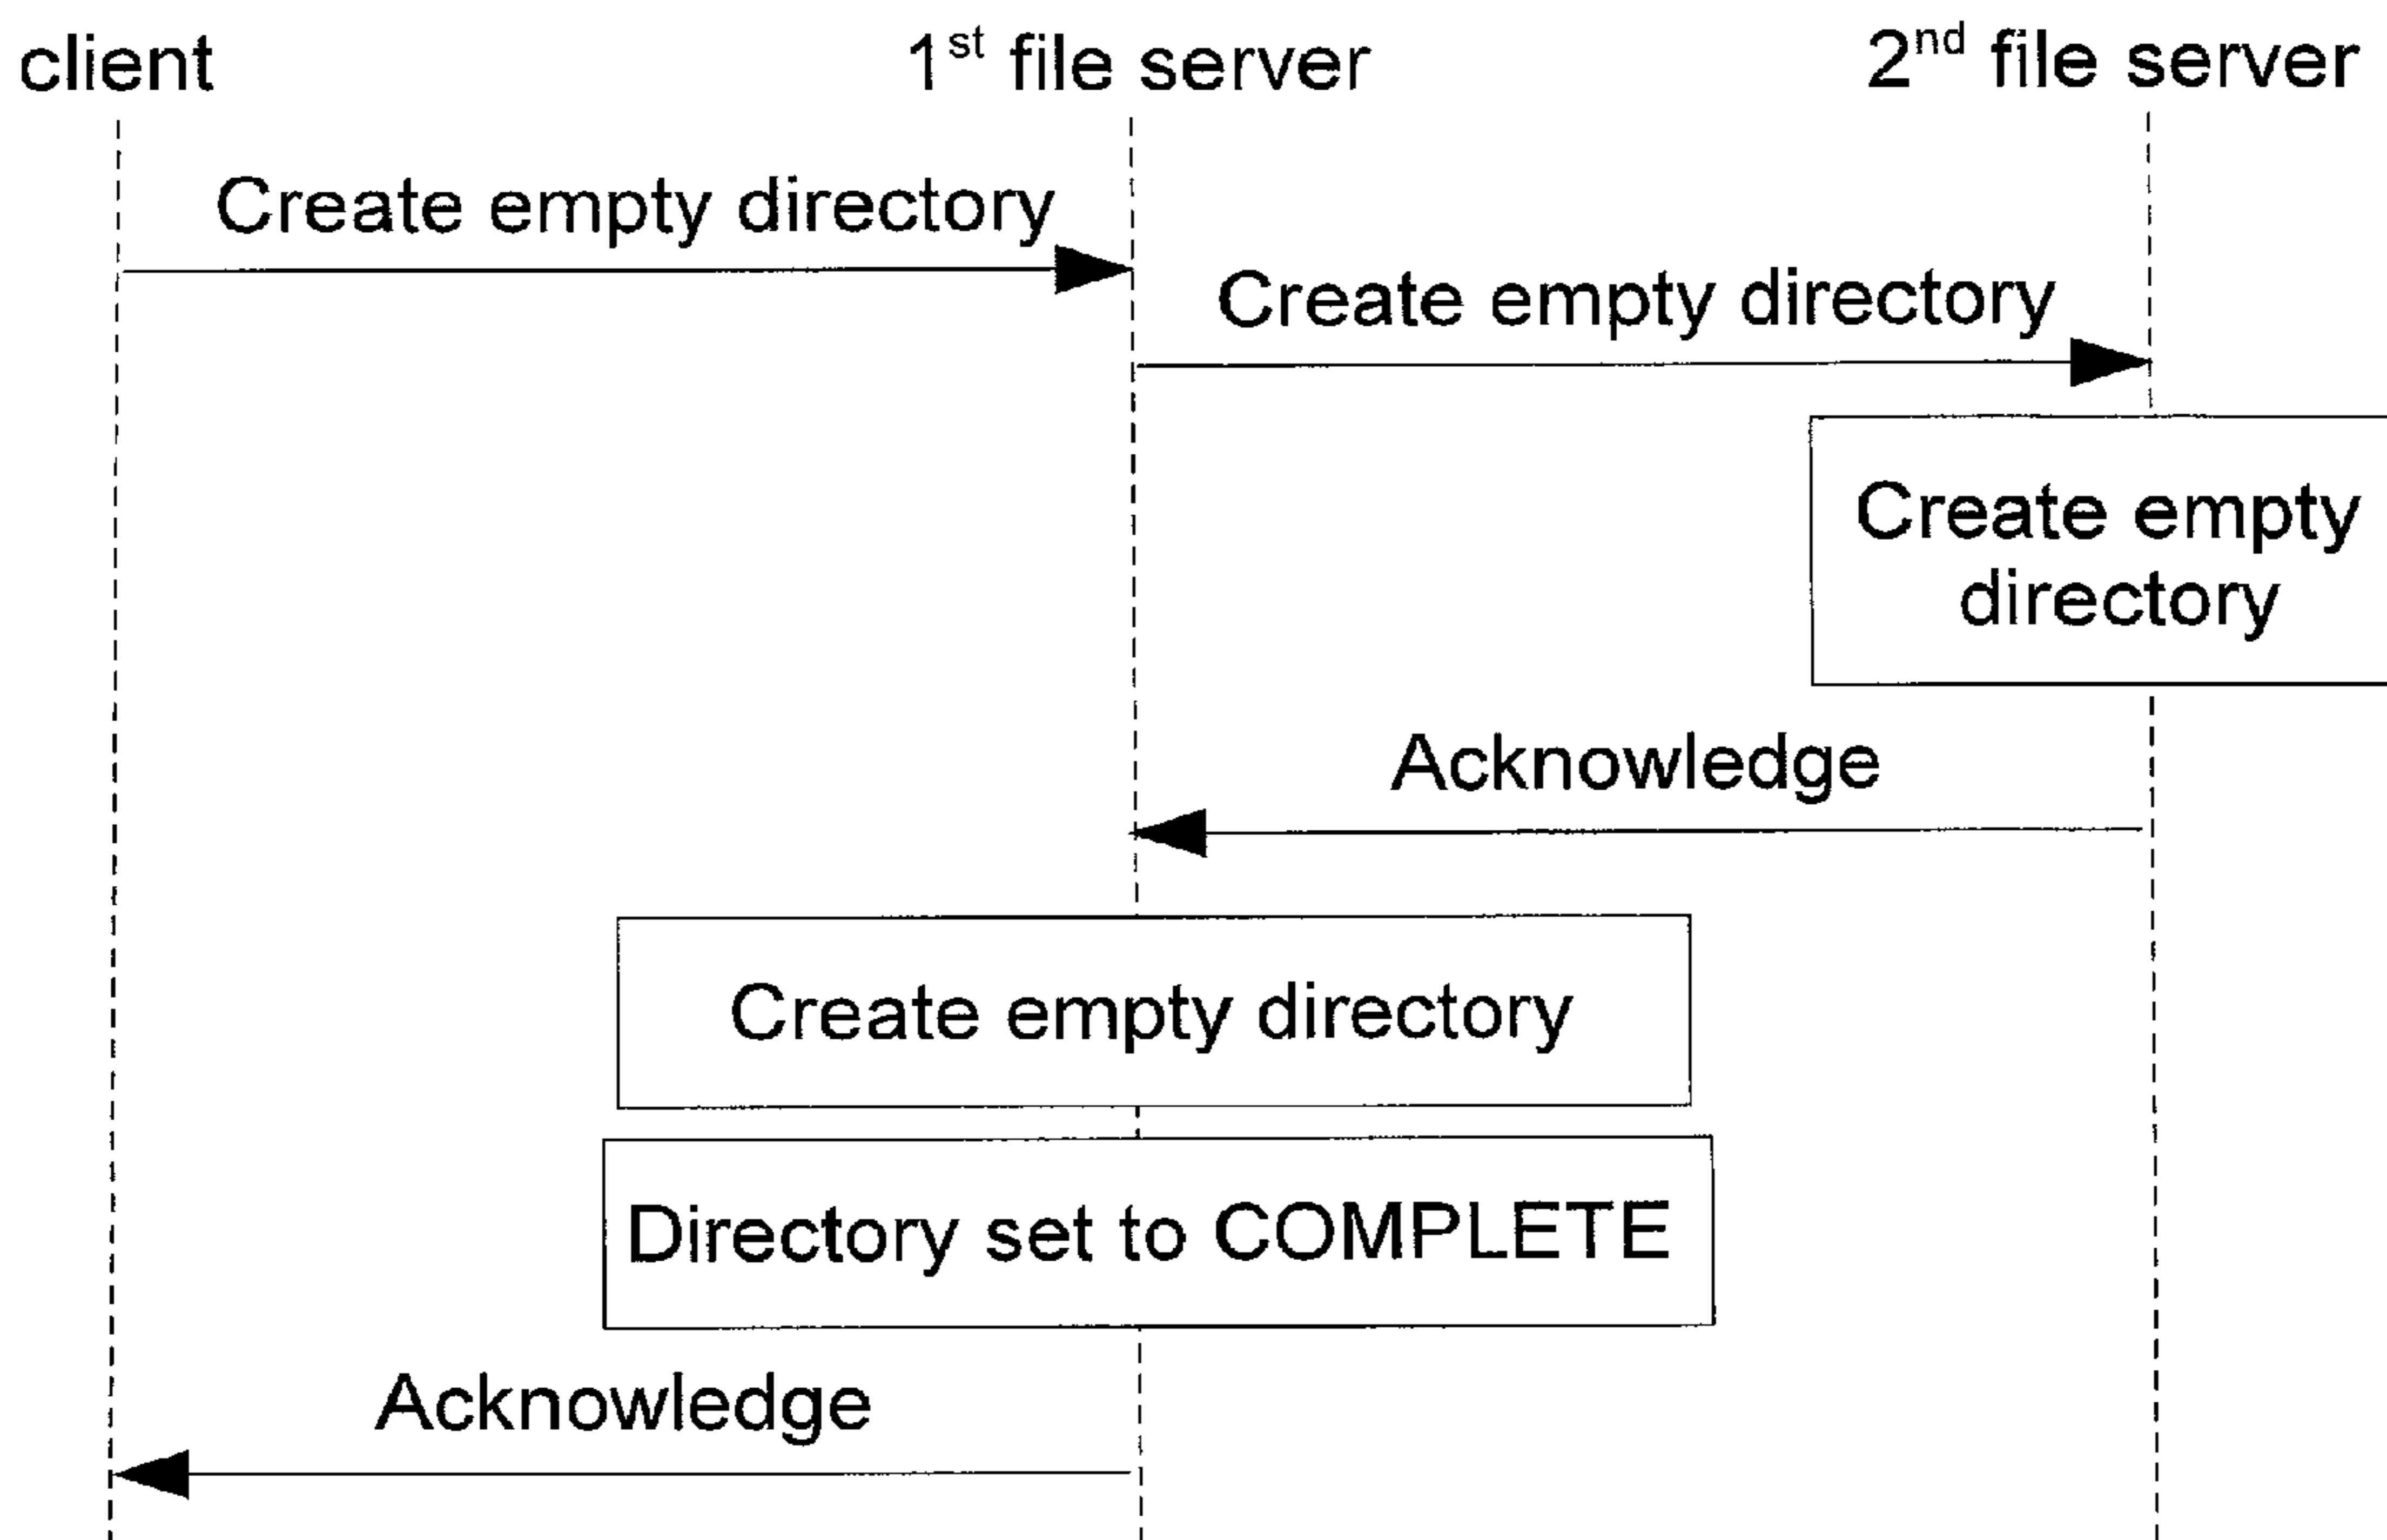 client
1st file server
2nd file server
Create empty directory
Create empty directory
Create empty
directory
Acknowledge
Create empty directory
Directory set to COMPLETE
Acknowledge